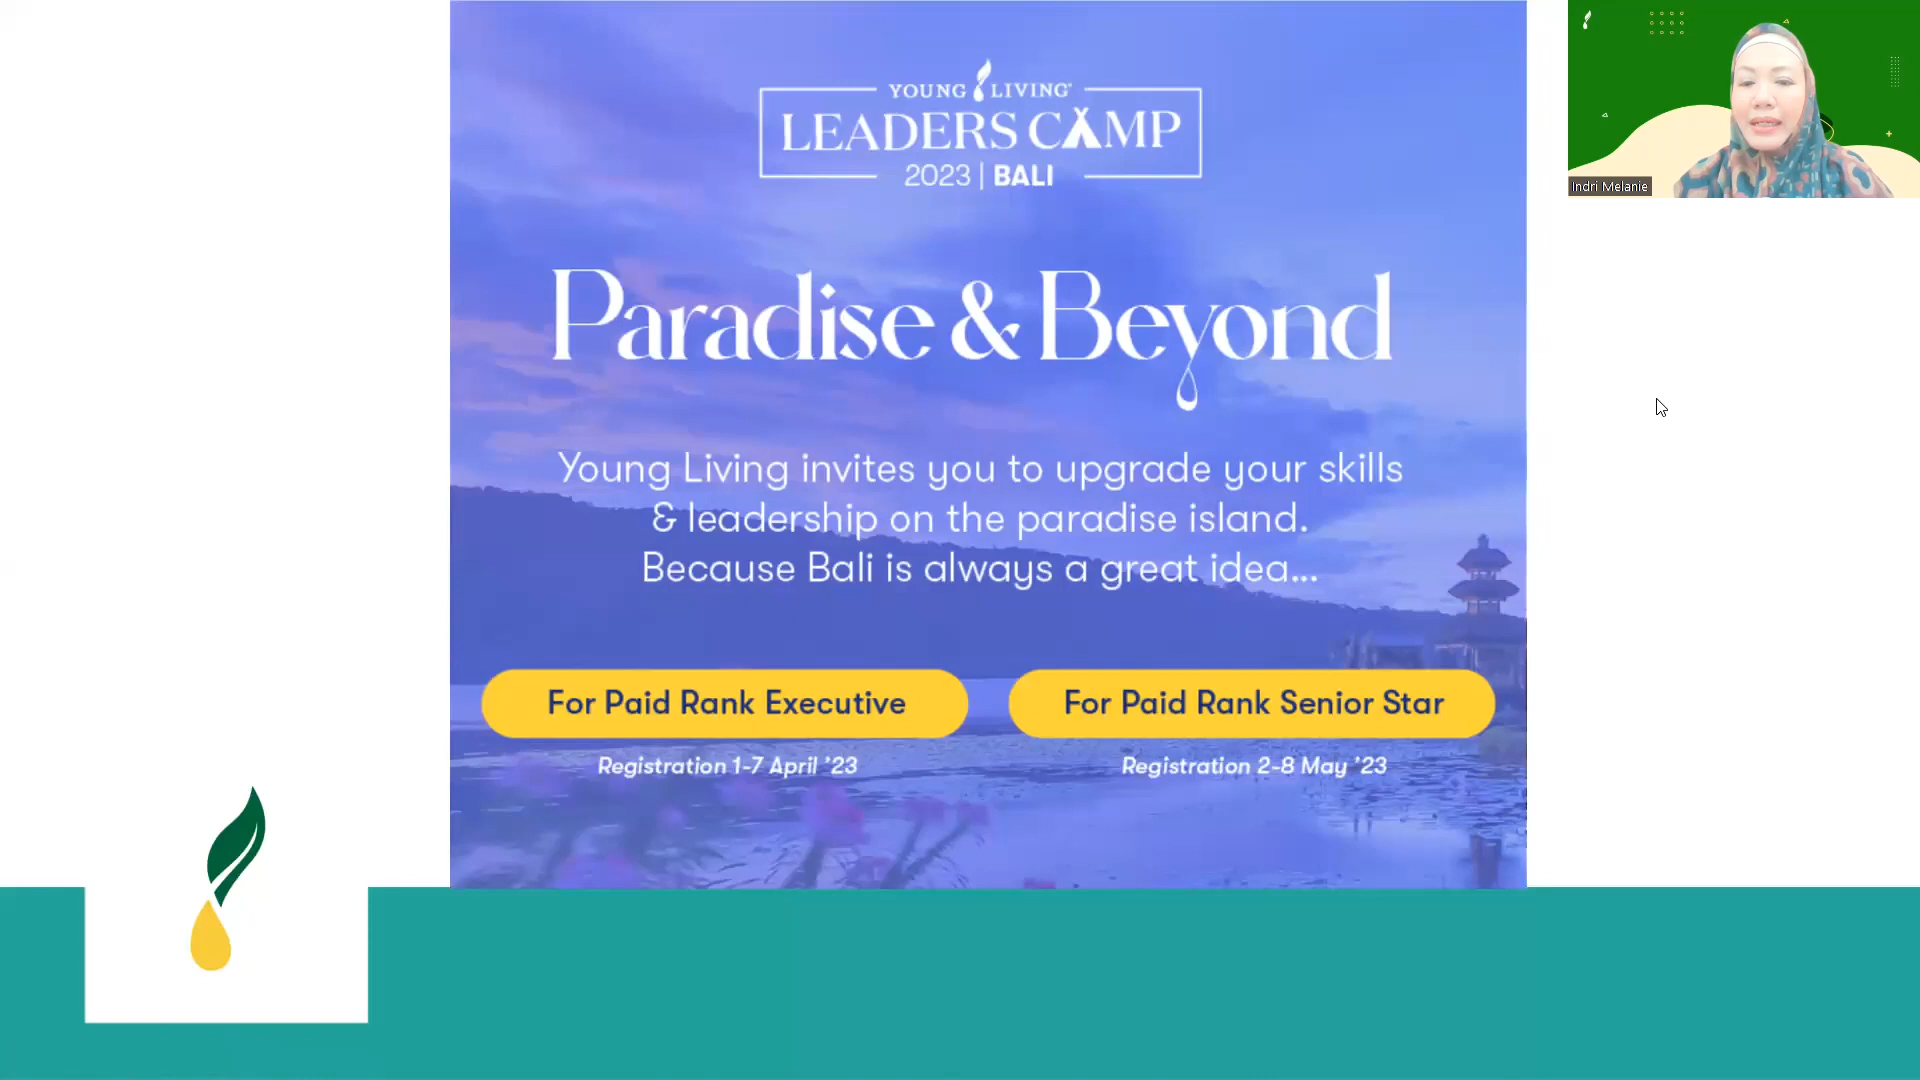 YOUNG LIVING
LEADERS CAMP
2023 | BALI
Paradise & Beyond
Young Living invites you to upgrade your skills
& leadership on the paradise island.
Because Bali is always a great idea...
For Paid Rank Executive
For Paid Rank Senior Star
Registration 1-7 April '23
Registration 2-8 May '23
Indri Melanie